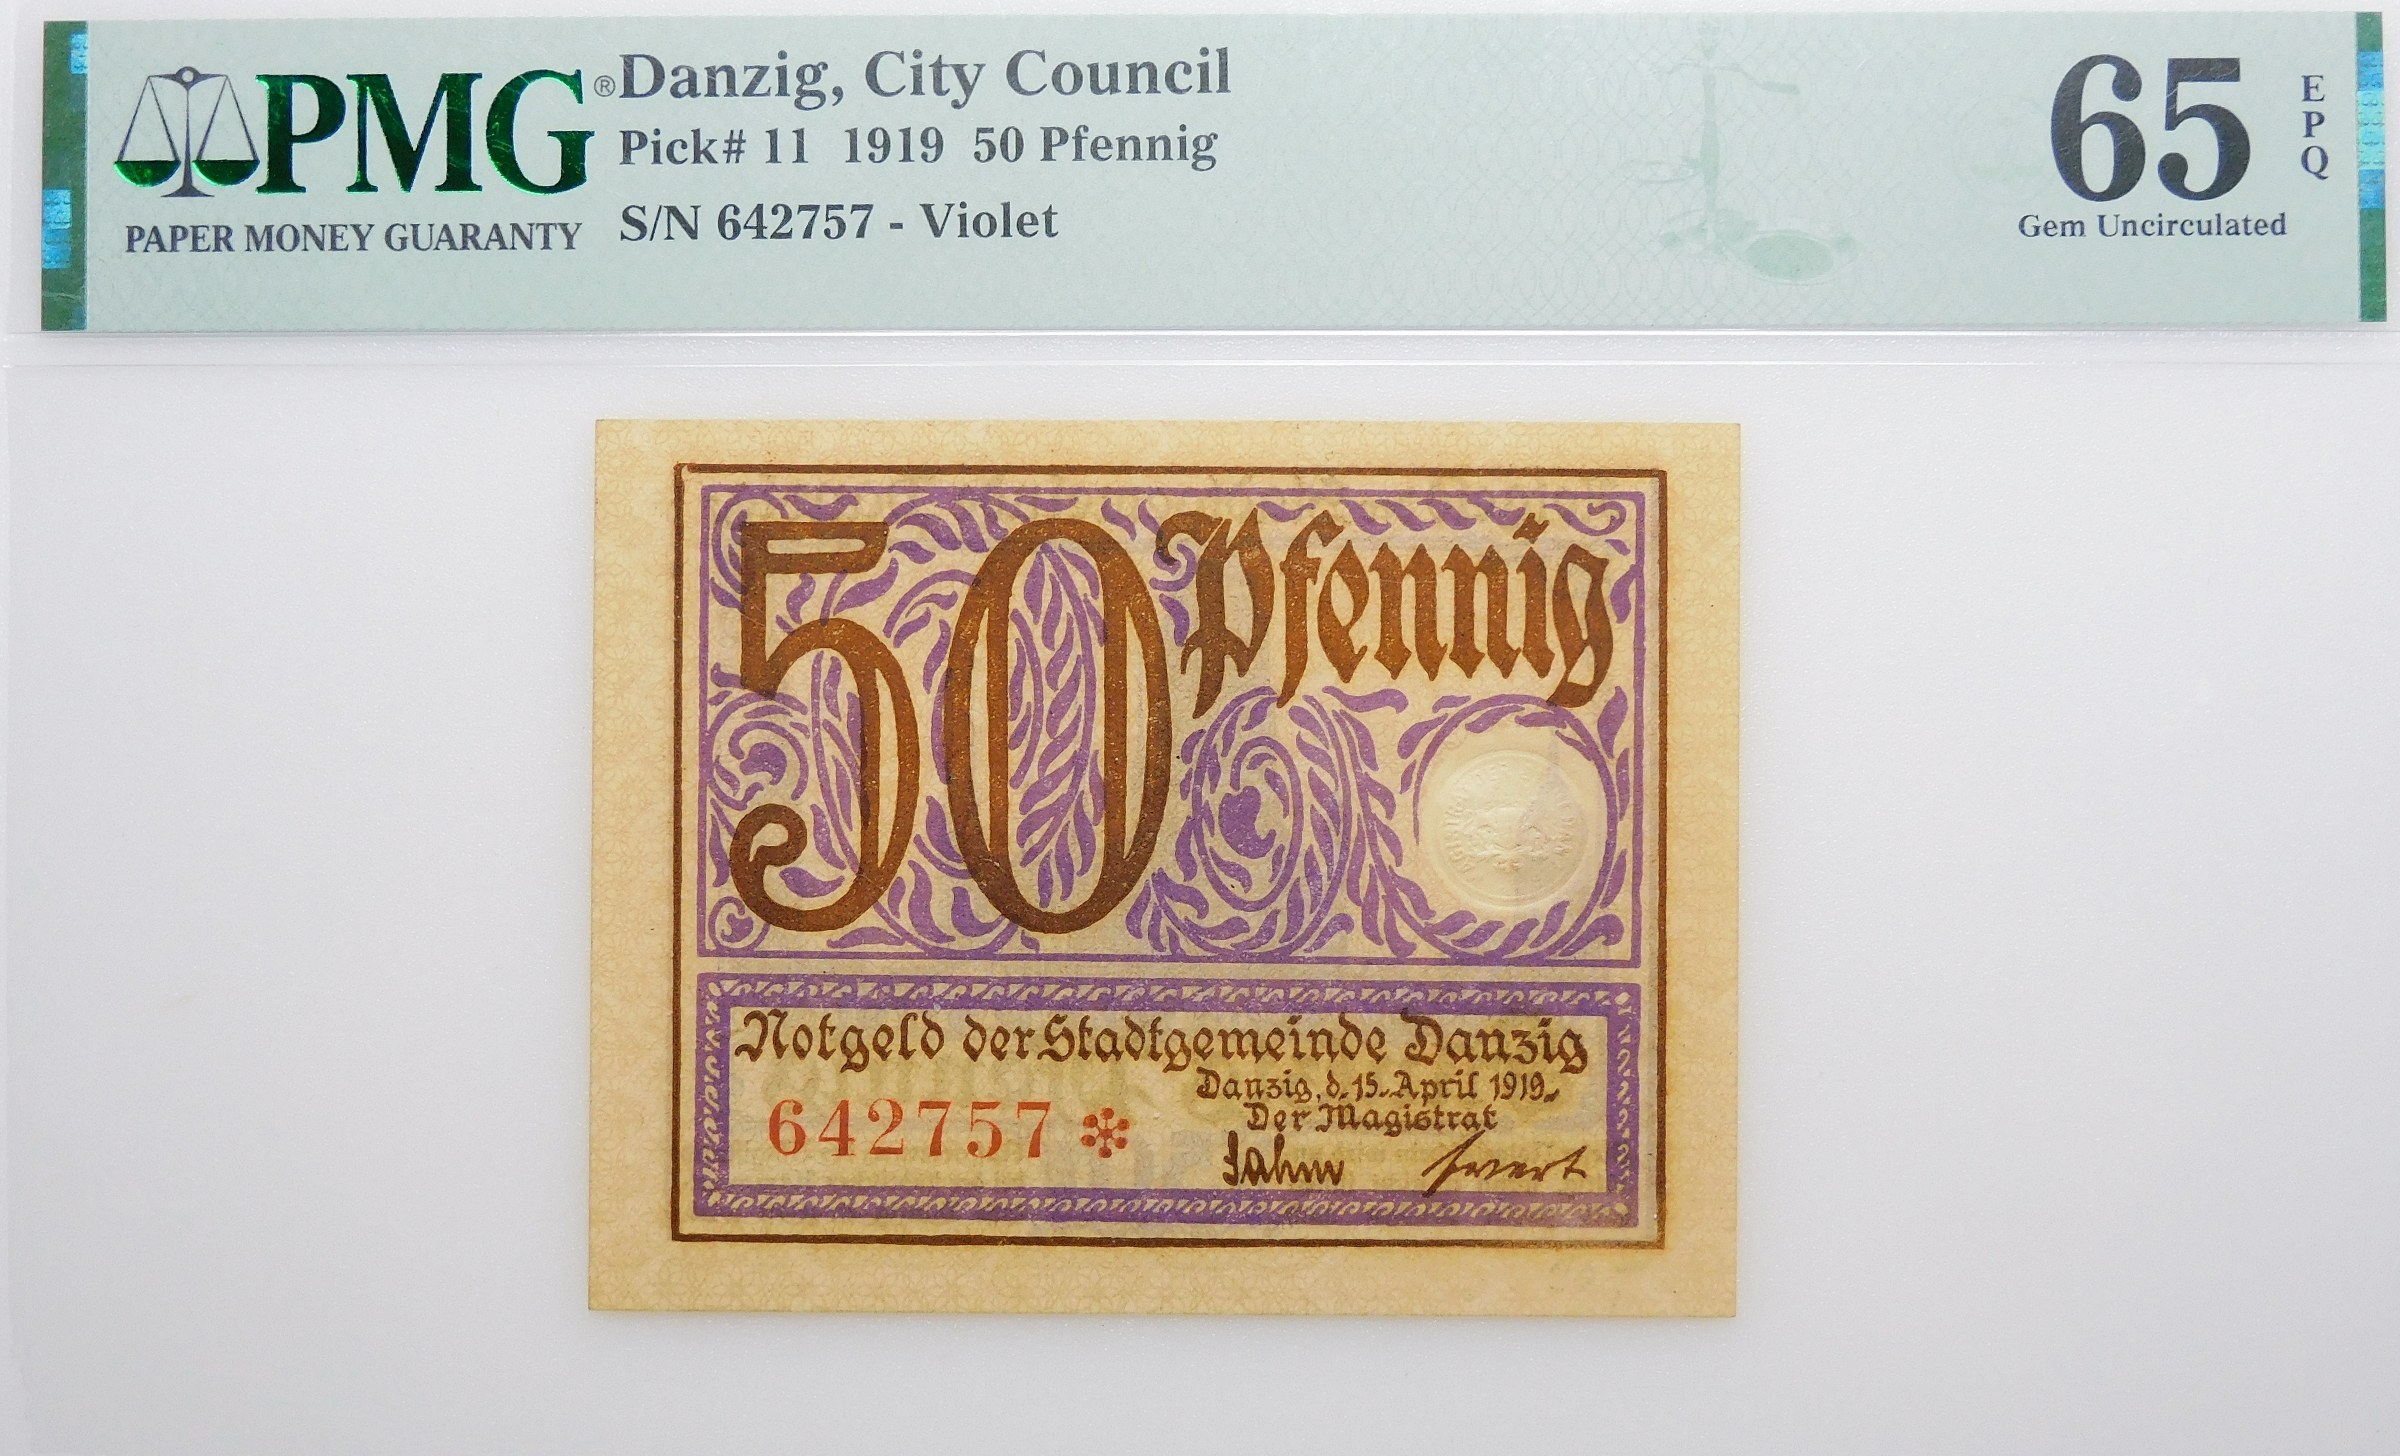 PMG®
PAPER MONEY GUARANTY
Danzig, City Council
Pick# 11 1919 50 Pfennig
S/N 642757 - Violet
65
EPQ
Gem Uncirculated
50 Pfennig
Notgeld der Stadtgemeinde Danzig
Danzig, d. 15. April 1919.
Der Magistrat
642757 *
Sahm